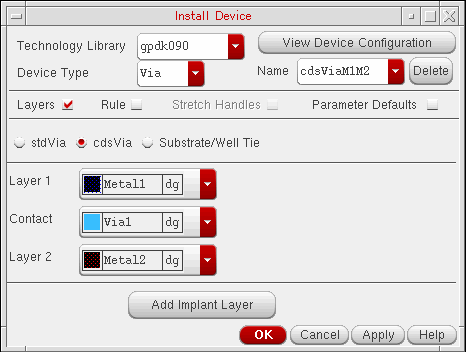 Install Device
Technology Library gpdk090 View Device Configuration
Device Type Via Name cdsViaM1M2 Delete
Layers Rule Stretch Handles Parameter Defaults
stdVia cdsVia Substrate/Well Tie
Layer 1 Metal1 dg
Contact Via1 dg
Layer 2 Metal2 dg
Add Implant Layer
OK Cancel Apply Help